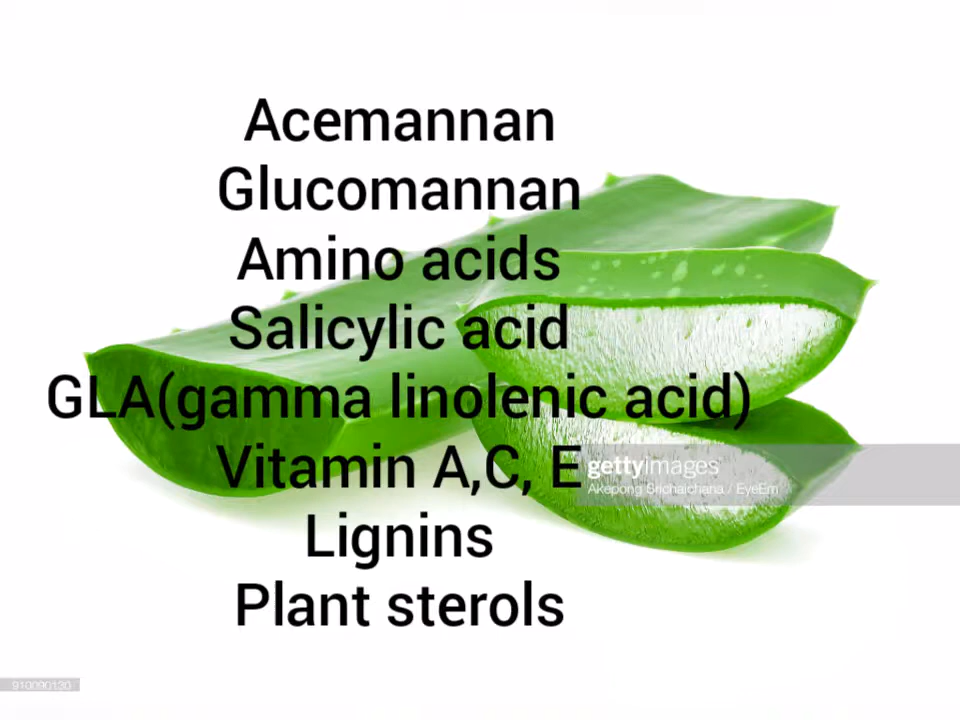 Acemannan
Glucomannan
Amino acids
Salicylic acid
GLA(gamma linolenic acid)
Vitamin A,C, E
gettyimages
Akepong Srichaichana / EyeEm
Lignins
Plant sterols
910090130